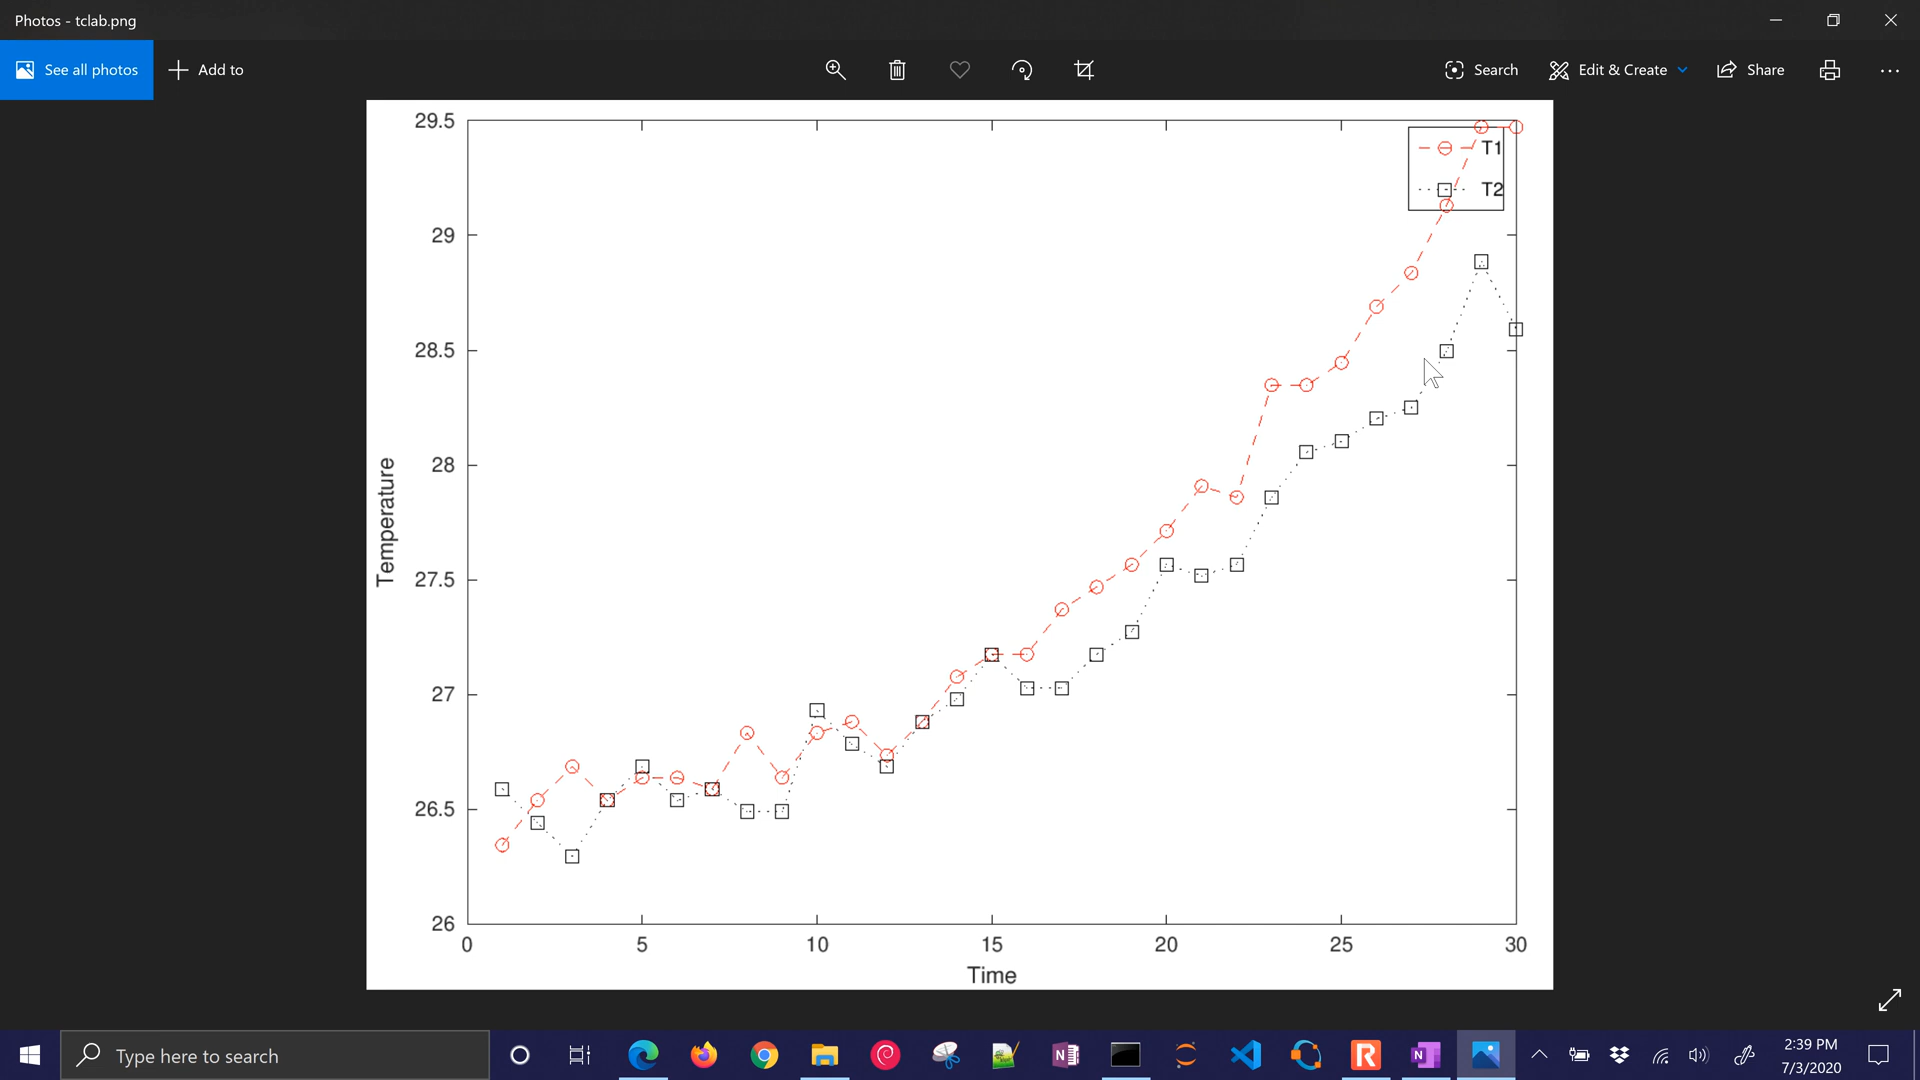 Photos - tclab.png
See all photos
Add to
Search
Edit & Create
Share
29.5
T1
T2
29
28.5
28
27.5
27
26.5
26
Temperature
0 5 10 15 20 25 30
Time
Type here to search
2:39 PM
7/3/2020